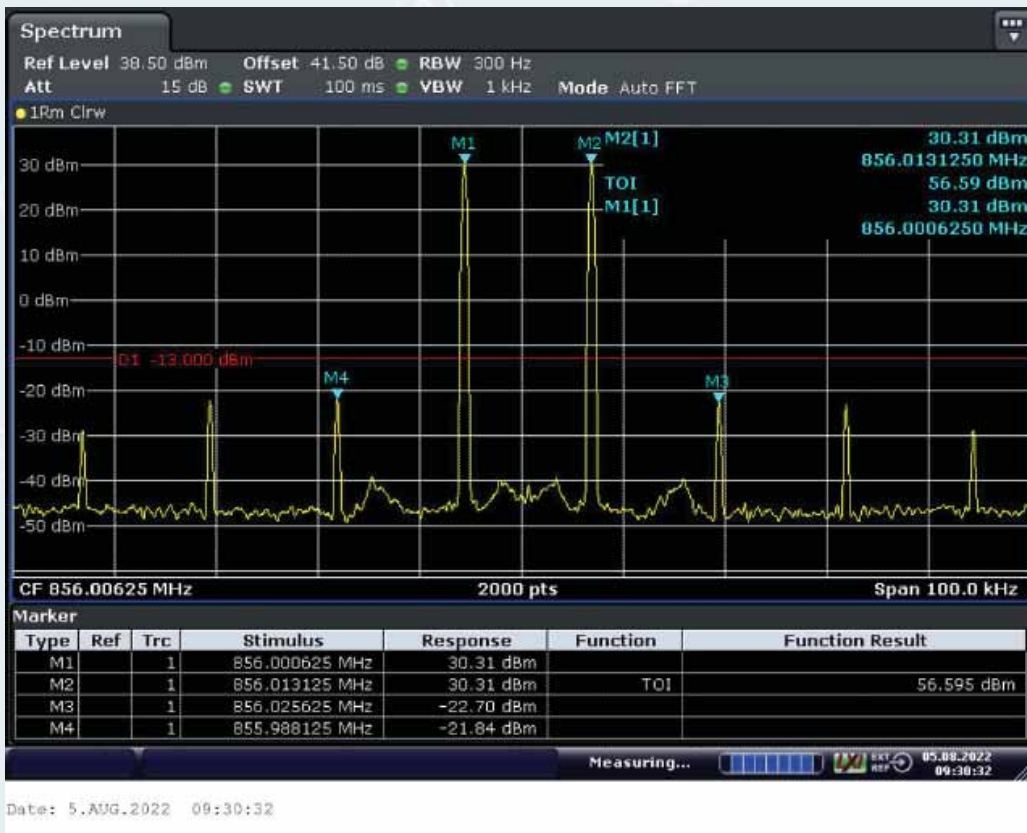 Spectrum
Ref Level 38.50 dBm Offset 41.50 dB RBW 300 Hz
Att 15 dB SWT 100 ms VBW 1 kHz Mode Auto FFT
1Rm Clrw
M1 M2 M2[1] 30.31 dBm
856.0131250 MHz
30 dBm
TOI 56.59 dBm
20 dBm M1[1] 30.31 dBm
856.0006250 MHz
10 dBm
0 dBm
-10 dBm
D1 -13.000 dBm
M4 M3
-20 dBm
-30 dBm
-40 dBm
-50 dBm
CF 856.00625 MHz 2000 pts Span 100.0 kHz
Marker
Type Ref Trc Stimulus Response Function Function Result
M1 1 856.000625 MHz 30.31 dBm
M2 1 856.013125 MHz 30.31 dBm TOI 56.595 dBm
M3 1 856.025625 MHz -22.70 dBm
M4 1 855.988125 MHz -21.84 dBm
Measuring... LXI EXT REF 05.08.2022
09:30:32
Date: 5.AUG.2022 09:30:32